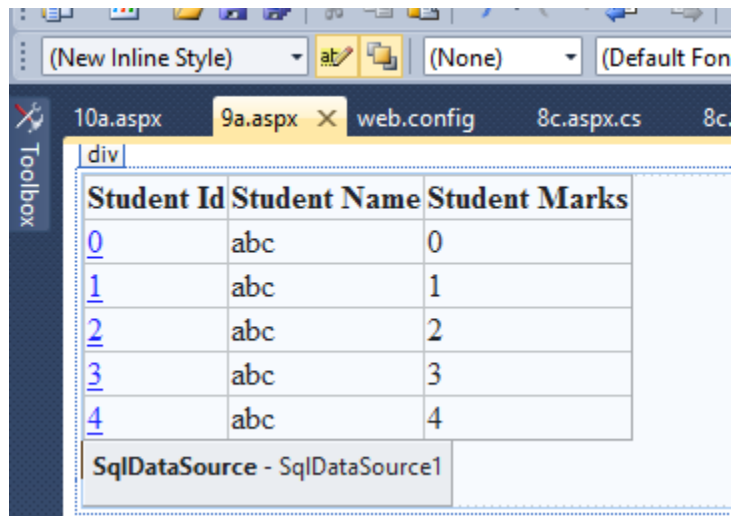 (New Inline Style) (None) (Default Fon
10a.aspx 9a.aspx web.config 8c.aspx.cs 8c.
Toolbox
div
Student Id Student Name Student Marks
0 abc 0
1 abc 1
2 abc 2
3 abc 3
4 abc 4
SqlDataSource - SqlDataSource1